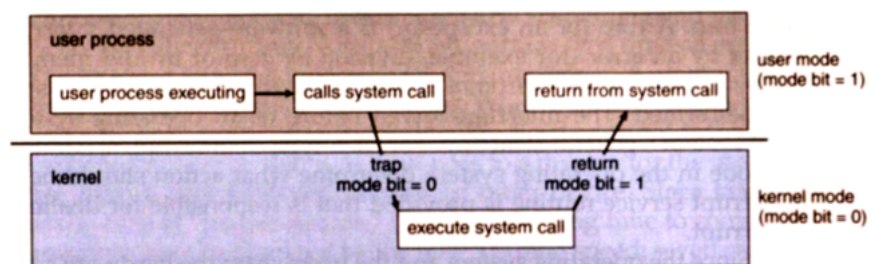 user process
user process executing
calls system call
return from system call
user mode
(mode bit = 1)
kernel
trap
mode bit = 0
return
mode bit = 1
execute system call
kernel mode
(mode bit = 0)